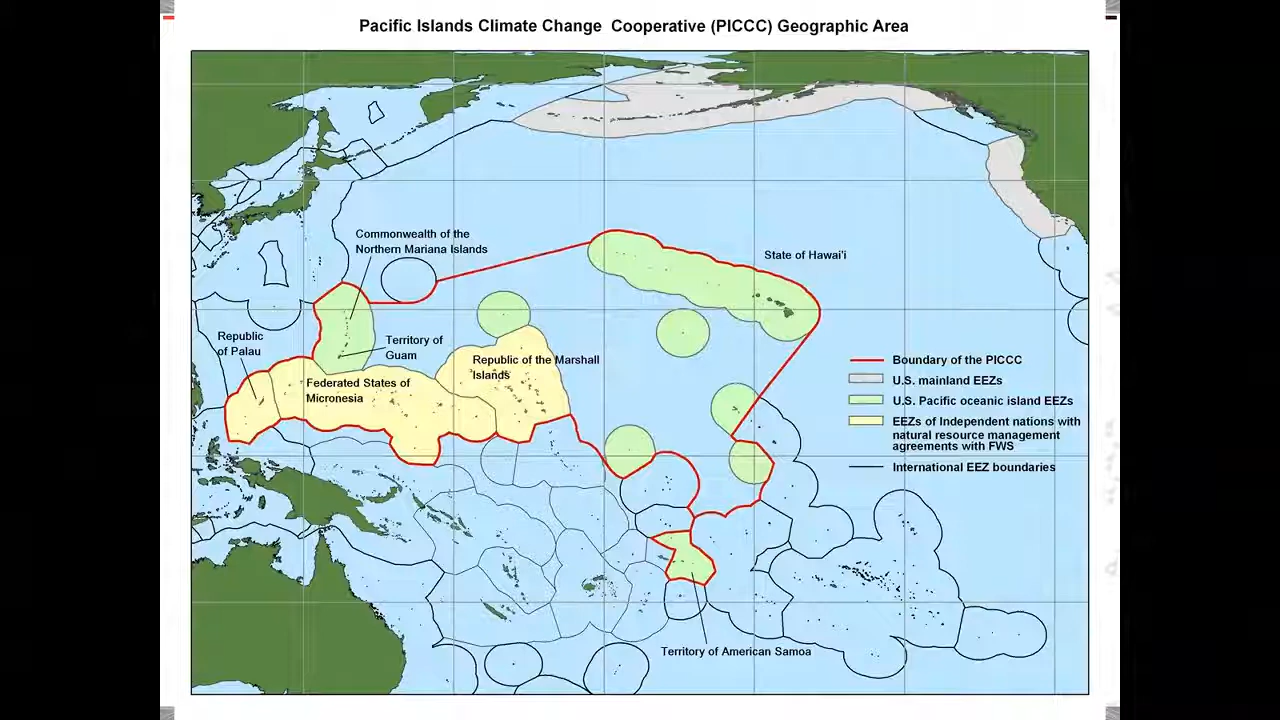 Pacific Islands Climate Change Cooperative (PICCC) Geographic Area
Commonwealth of the
Northern Mariana Islands
State of Hawai'i
Republic
of Palau
Territory of
Guam
Republic of the Marshall
Islands
Federated States of
Micronesia
Boundary of the PICCC
U.S. mainland EEZs
U.S. Pacific oceanic island EEZs
EEZs of Independent nations with
natural resource management
agreements with FWS
International EEZ boundaries
Territory of American Samoa